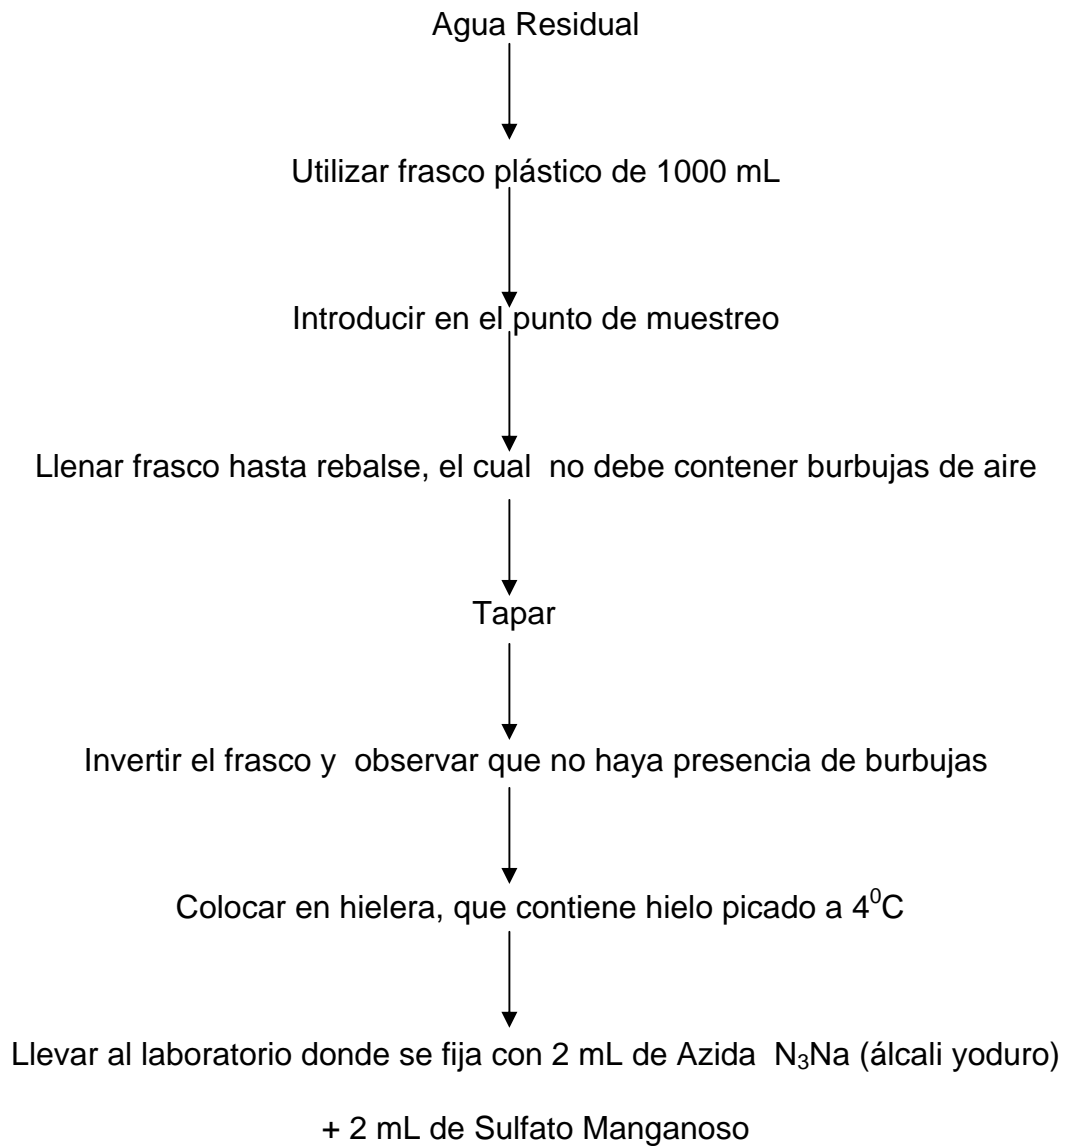 Agua Residual
Utilizar frasco plástico de 1000 mL
Introducir en el punto de muestreo
Llenar frasco hasta rebalse, el cual  no debe contener burbujas de aire
Tapar
Invertir el frasco y  observar que no haya presencia de burbujas
Colocar en hielera, que contiene hielo picado a 4⁰C
Llevar al laboratorio donde se fija con 2 mL de Azida  N₃Na (álcali yoduro)
+ 2 mL de Sulfato Manganoso